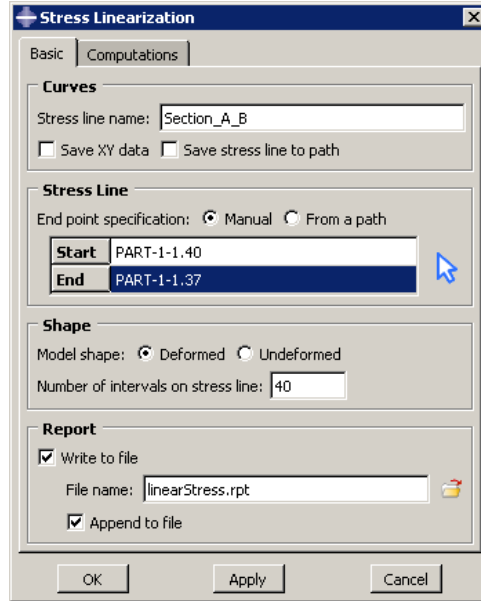 Stress Linearization
Basic Computations
Curves
Stress line name: Section_A_B
Save XY data Save stress line to path
Stress Line
End point specification: Manual From a path
Start PART-1-1.40
End PART-1-1.37
Shape
Model shape: Deformed Undeformed
Number of intervals on stress line: 40
Report
Write to file
File name: linearStress.rpt
Append to file
OK Apply Cancel